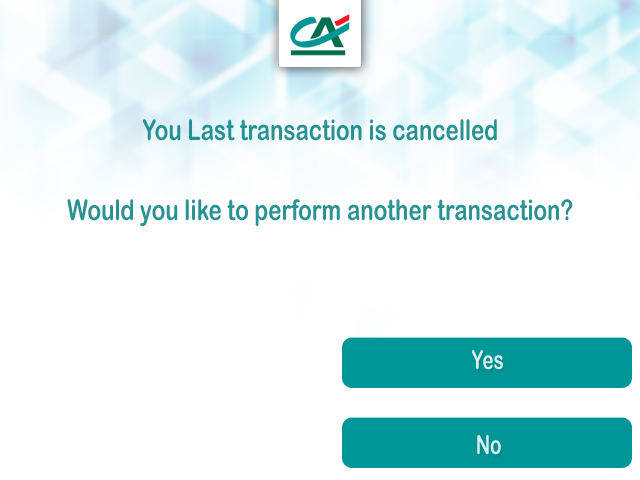 CA
You Last transaction is cancelled
Would you like to perform another transaction?
Yes
No